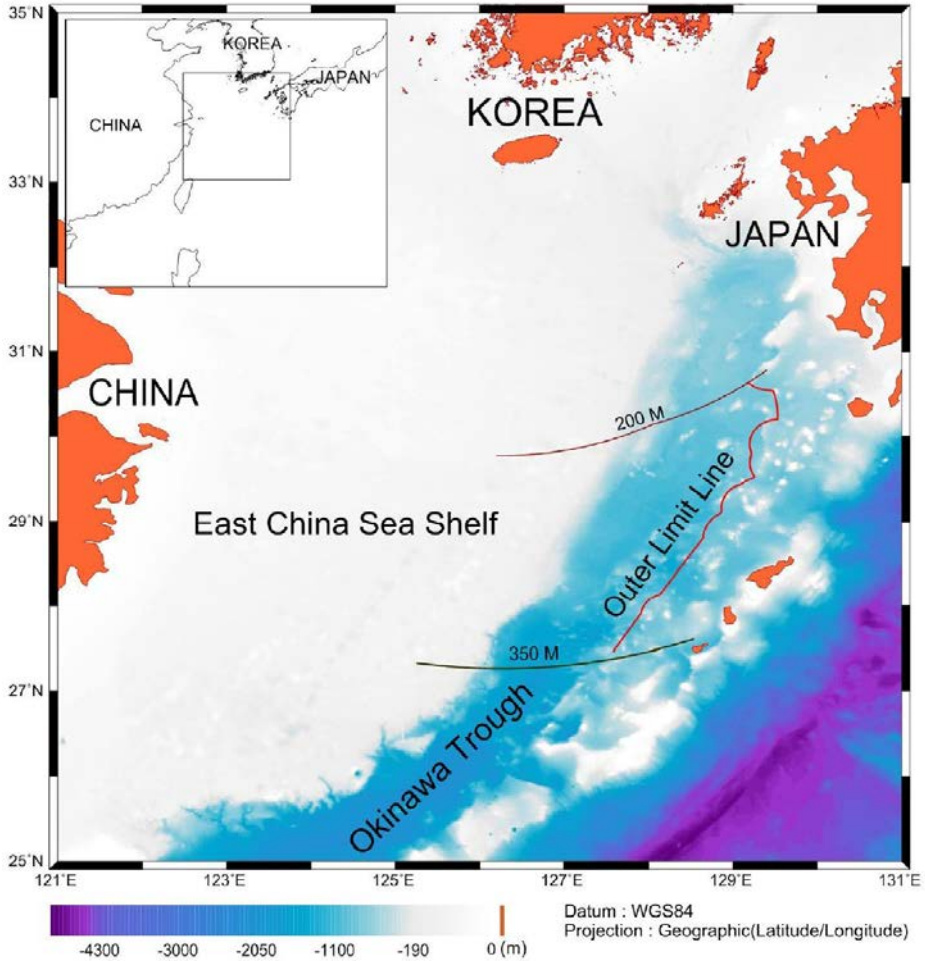 35°N
KOREA
JAPAN
CHINA
KOREA
33°N
JAPAN
31°N
CHINA
200 M
29°N
East China Sea Shelf
Outer Limit Line
350 M
27°N
Okinawa Trough
25°N
121°E 123°E 125°E 127°E 129°E 131°E
-4300 -3000 -2050 -1100 -190 0 (m)
Datum : WGS84
Projection : Geographic(Latitude/Longitude)